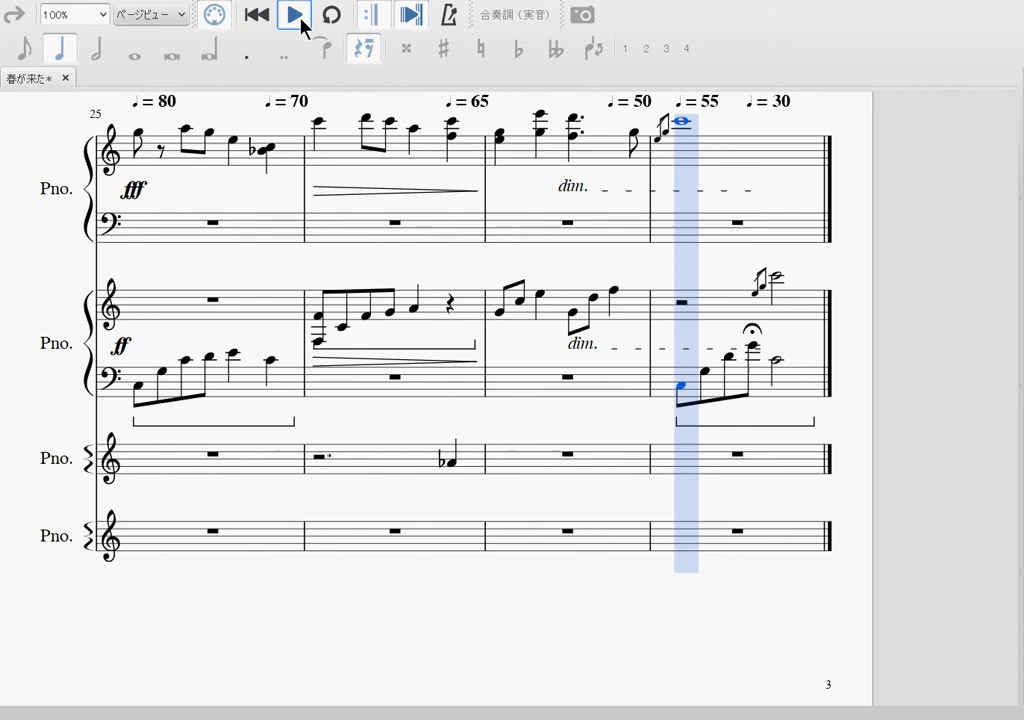 100% ページビュー 合奏調（実音）
1 2 3 4
春が来た* ×
♩= 80 ♩= 70 ♩= 65 ♩= 50 ♩= 55 ♩= 30
25
Pno.
fff
dim.
Pno.
ff
dim.
Pno.
Pno.
3